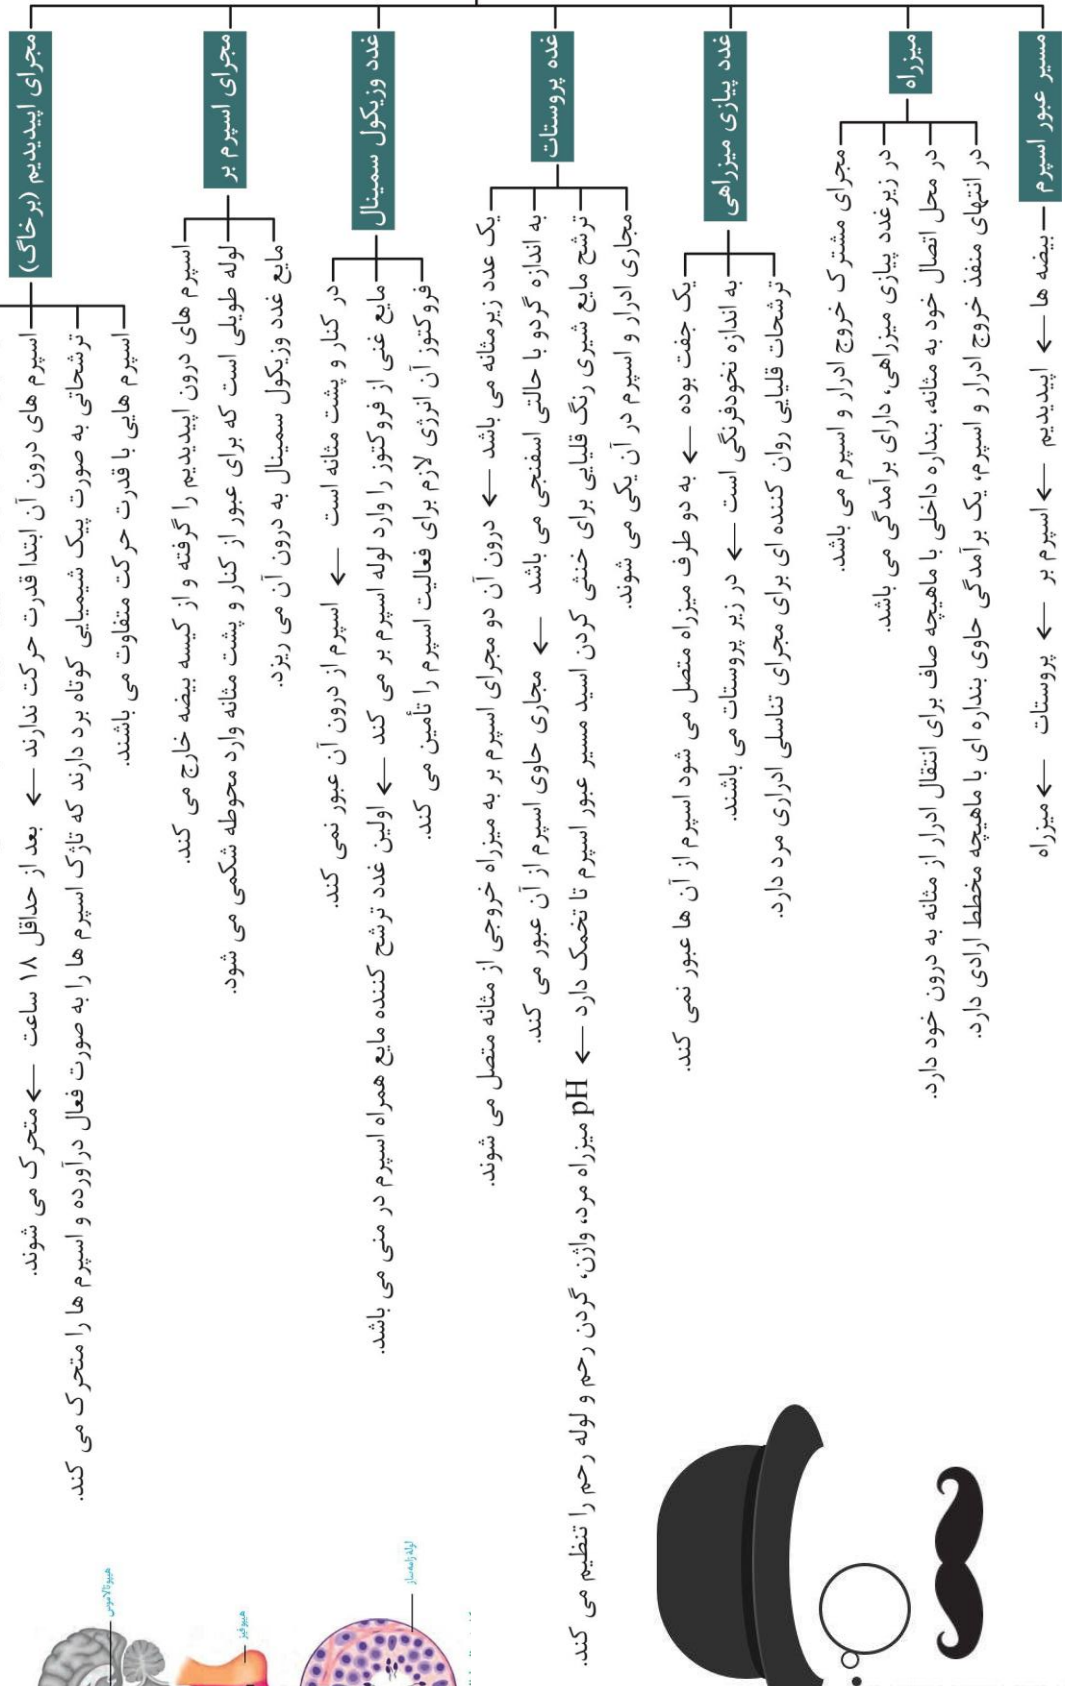 مجرای اپیدیدیم (برخاگ)
اسپرم های درون آن ابتدا قدرت حرکت ندارند ← بعد از حداقل ۱۸ ساعت ← متحرک می شوند.
ترشحاتی به صورت پیک شیمیایی کوتاه برد دارند که تاژک اسپرم ها را به صورت فعال درآورده و اسپرم ها را متحرک می کند.
اسپرم هایی با قدرت حرکت متفاوت می باشند.
مجرای اسپرم بر
اسپرم های درون اپیدیدیم را گرفته و از کیسه بیضه خارج می کند.
لوله طویلی است که برای عبور از کنار و پشت مثانه وارد محوطه شکمی می شود.
مایع غدد وزیکول سمینال به درون آن می ریزد.
غدد وزیکول سمینال
در کنار و پشت مثانه است ← اسپرم از درون آن عبور نمی کند.
مایع غنی از فروکتوز را وارد لوله اسپرم بر می کند ← اولین غدد ترشح کننده مایع همراه اسپرم در منی می باشد.
فروکتوز آن انرژی لازم برای فعالیت اسپرم را تأمین می کند.
غده پروستات
یک عدد زیرمثانه می باشد ← درون آن دو مجرای اسپرم بر به میزراه خروجی از مثانه متصل می شوند.
به اندازه گردو با حالتی اسفنجی می باشد ← مجاری حاوی اسپرم از آن عبور می کند.
ترشح مایع شیری رنگ قلیایی برای خنثی کردن اسید مسیر عبور اسپرم تا تخمک دارد ← pH میزراه مرد، واژن، گردن رحم و لوله رحم را تنظیم می کند.
مجاری ادرار و اسپرم در آن یکی می شوند.
غدد پیازی میزراهی
یک جفت بوده ← به دو طرف میزراه متصل می شود اسپرم از آن ها عبور نمی کند.
به اندازه نخودفرنگی است ← در زیر پروستات می باشند.
ترشحات قلیایی روان کننده ای برای مجرای تناسلی ادراری مرد دارد.
میزراه
مجرای مشترک خروج ادرار و اسپرم می باشد.
در زیرغدد پیازی میزراهی، دارای برآمدگی می باشد.
در محل اتصال خود به مثانه، بنداره داخلی با ماهیچه صاف برای انتقال ادرار از مثانه به درون خود دارد.
در انتهای منفذ خروج ادرار و اسپرم، یک برآمدگی حاوی بنداره ای با ماهیچه مخطط ارادی دارد.
مسیر عبور اسپرم
بیضه ها ← اپیدیدیم ← اسپرم بر ← پروستات ← میزراه
هیپوتالاموس
هیپوفیز
لولهٔ زامه‌ساز